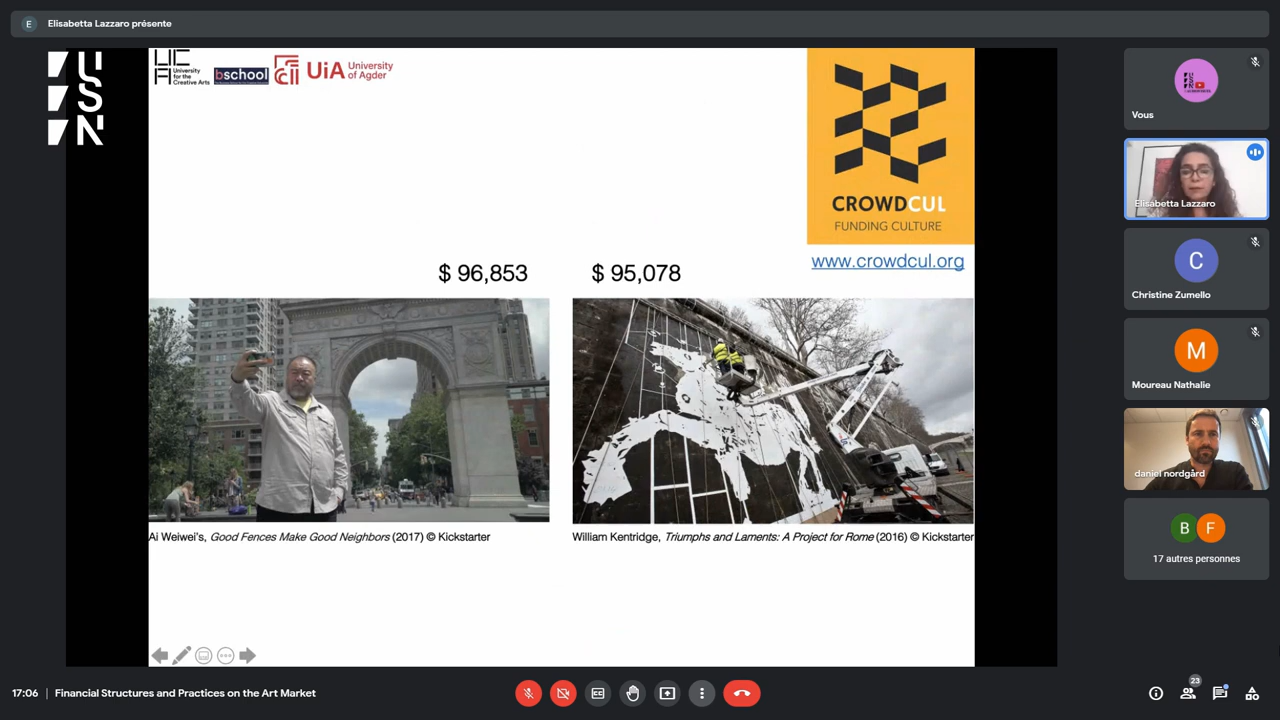 E
Elisabetta Lazzaro présente
USN
UCA
University
for the
Creative Arts
bschool
UiA University
of Agder
CROWDCUL
FUNDING CULTURE
www.crowdcul.org
$ 96,853
$ 95,078
Ai Weiwei's, Good Fences Make Good Neighbors (2017) © Kickstarter
William Kentridge, Triumphs and Laments: A Project for Rome (2016) © Kickstarter
Vous
Elisabetta Lazzaro
C
Christine Zumello
M
Moureau Nathalie
daniel nordgård
B
F
17 autres personnes
17:06
Financial Structures and Practices on the Art Market
CC
23